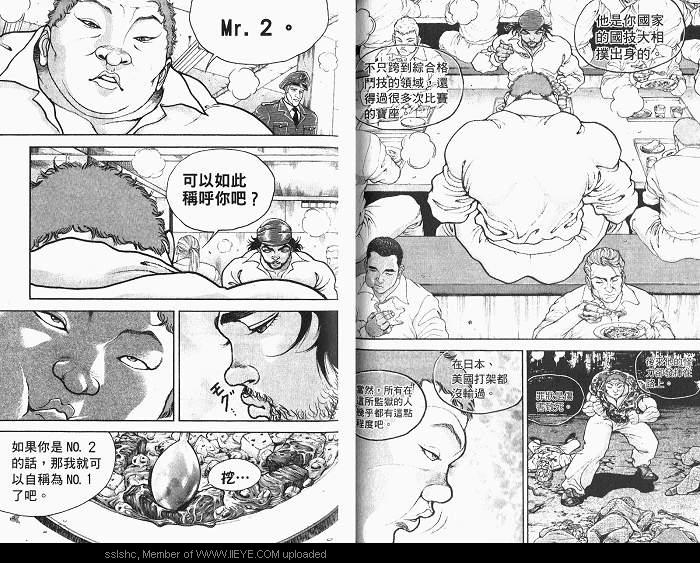 他是你國家
的國技大相
撲出身的。
不只跨到綜合格
鬥技的領域，還
得過很多次比賽
的寶座。
在日本、
美國打架都
沒輸過。
當然，所有在
這所監獄的人
幾乎都有這點
程度吧。
Mr. 2。
可以如此
稱呼你吧？
如果你是 NO. 2
的話，那我就可
以自稱為 NO. 1
了吧。
挖…
sslshc, Member of WWW.IIEYE.COM uploaded